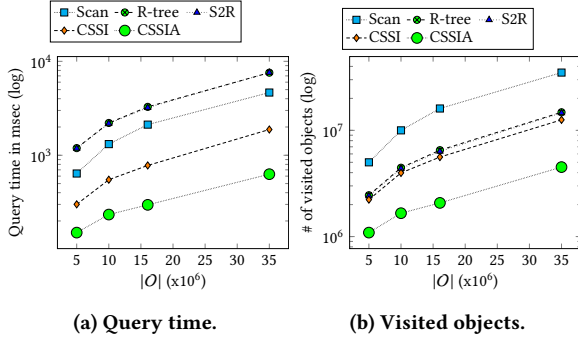 Scan R-tree S2R
CSSI CSSIA
Query time in msec (log)
10^4
10^3
5 10 15 20 25 30 35
|O| (x10^6)
(a) Query time.
Scan R-tree S2R
CSSI CSSIA
# of visited objects (log)
10^7
10^6
5 10 15 20 25 30 35
|O| (x10^6)
(b) Visited objects.